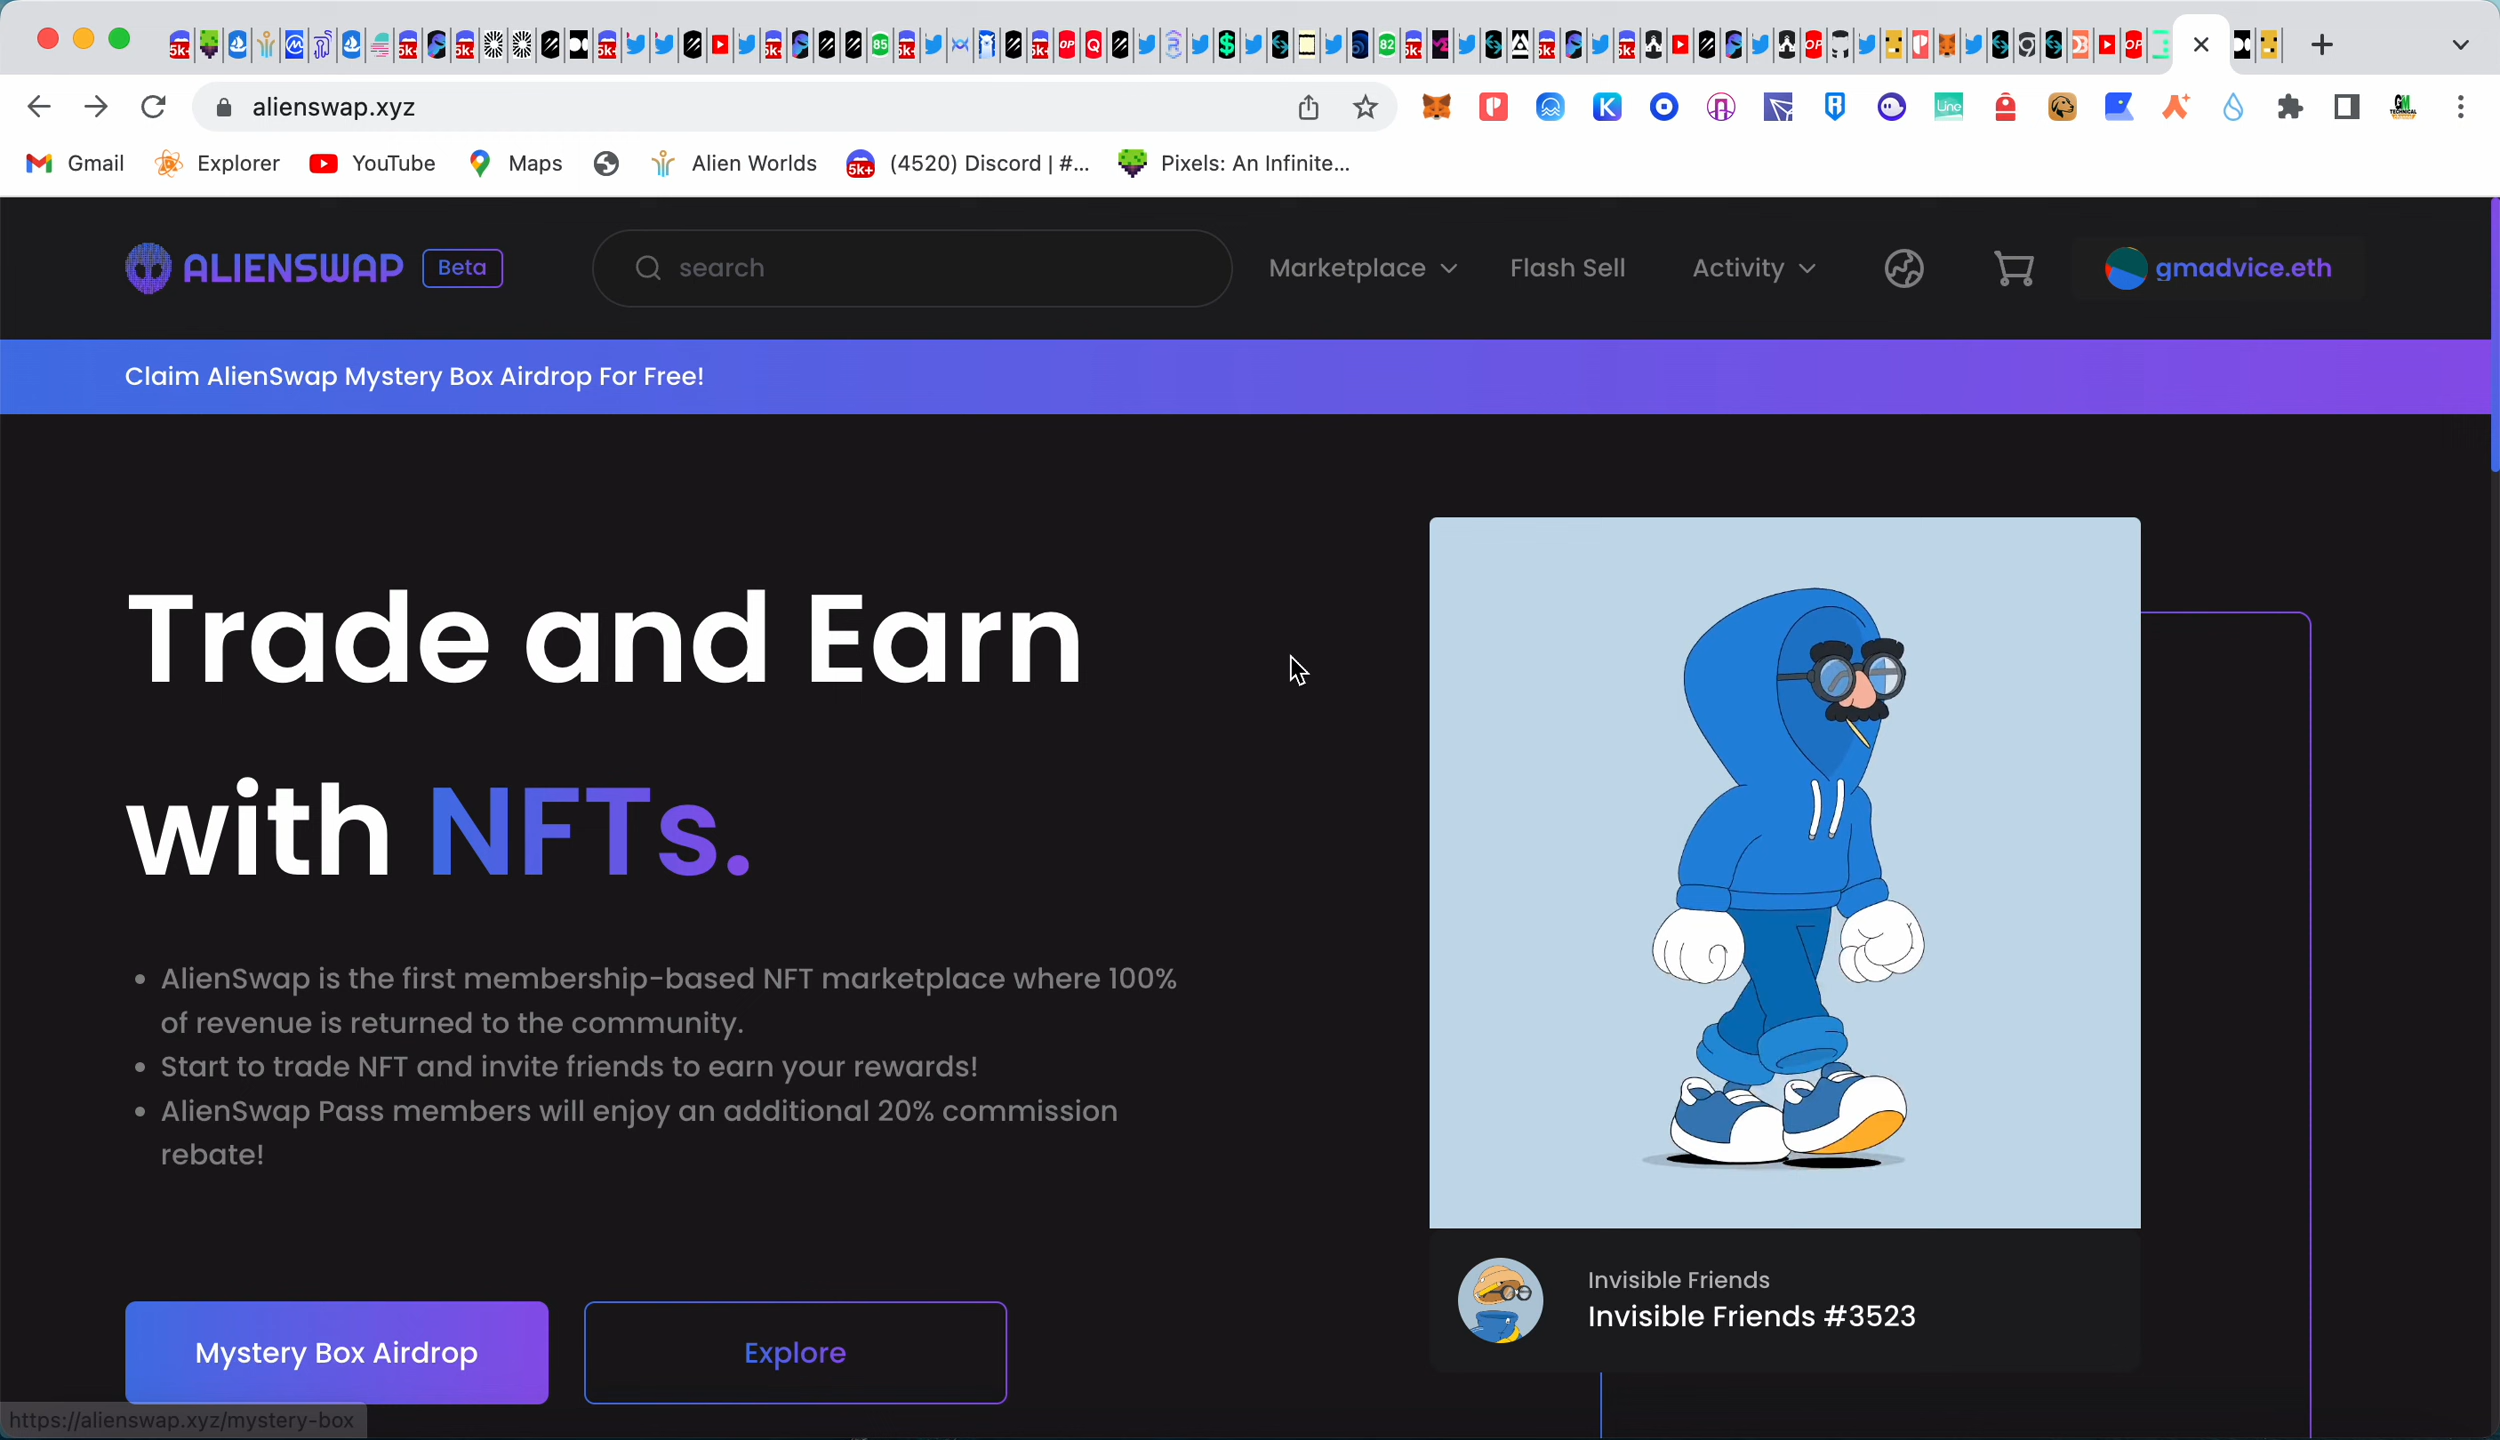 alienswap.xyz
Gmail
Explorer
YouTube
Maps
Alien Worlds
(4520) Discord | #...
Pixels: An Infinite...
ALIENSWAP
Beta
search
Marketplace
Flash Sell
Activity
gmadvice.eth
Claim AlienSwap Mystery Box Airdrop For Free!
Trade and Earn
with NFTs.
AlienSwap is the first membership-based NFT marketplace where 100%
of revenue is returned to the community.
Start to trade NFT and invite friends to earn your rewards!
AlienSwap Pass members will enjoy an additional 20% commission
rebate!
Invisible Friends
Invisible Friends #3523
Mystery Box Airdrop
Explore
https://alienswap.xyz/mystery-box